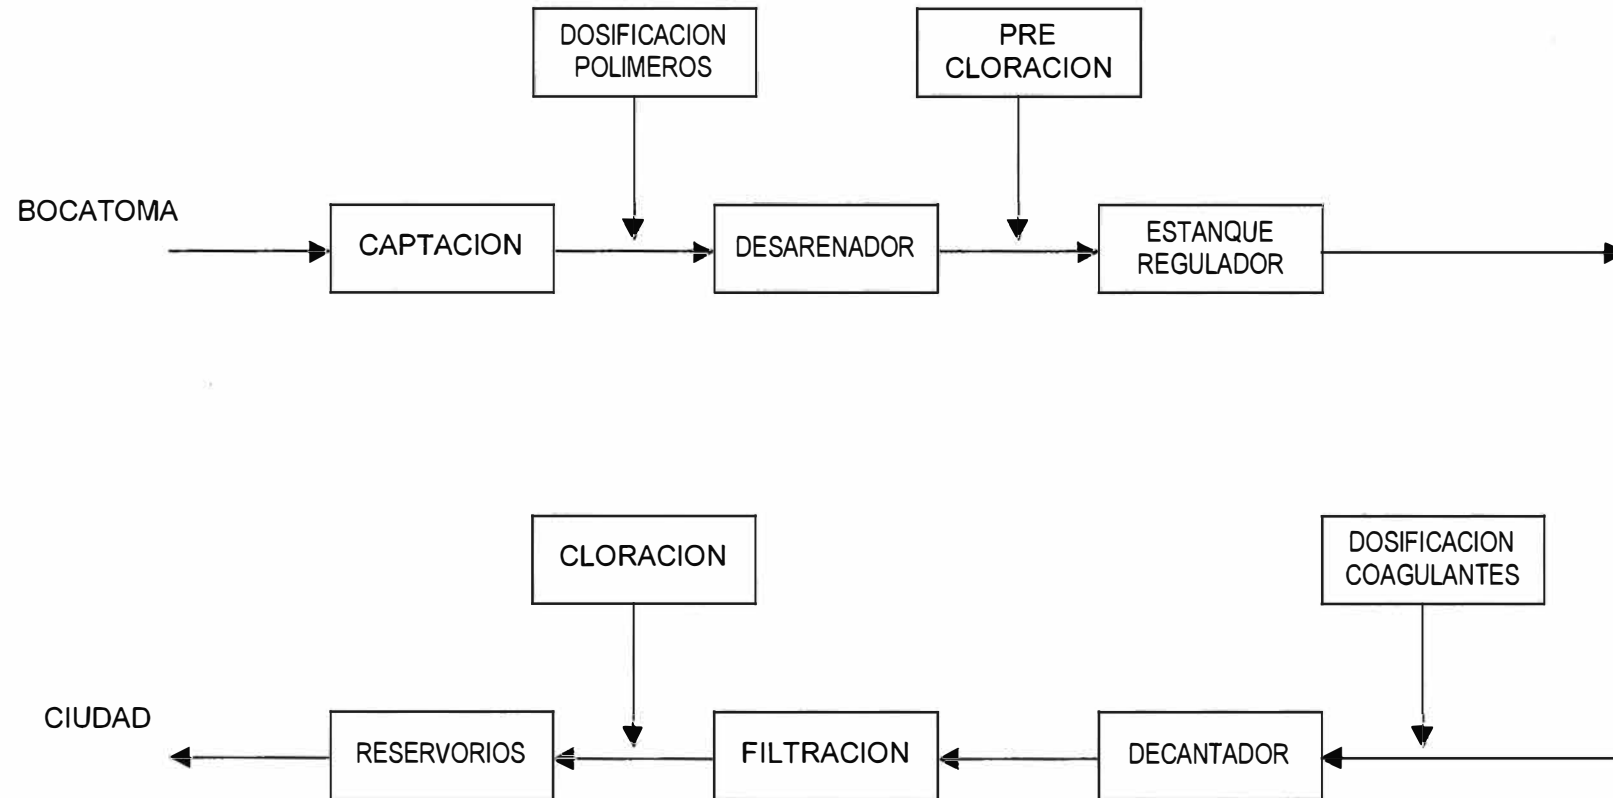 DOSIFICACION
POLIMEROS
PRE
CLORACION
BOCATOMA
CAPTACION
DESARENADOR
ESTANQUE
REGULADOR
CLORACION
DOSIFICACION
COAGULANTES
CIUDAD
RESERVORIOS
FILTRACION
DECANTADOR